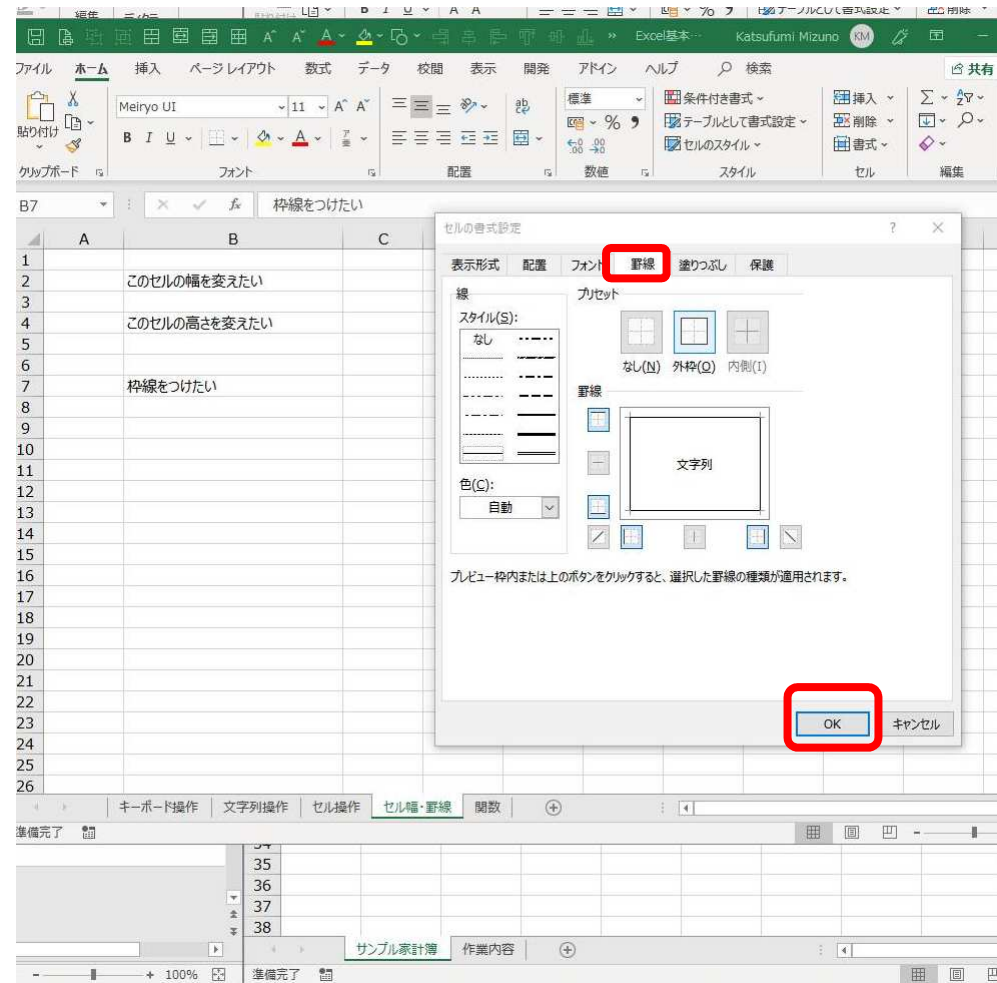 編集
B I U A A % テーブルとして書式設定 削除
Excel基本… Katsufumi Mizuno KM
ファイル ホーム 挿入 ページ レイアウト 数式 データ 校閲 表示 開発 アドイン ヘルプ 検索 共有
貼り付け Meiryo UI 11 A A 標準 条件付き書式 挿入
B I U A % テーブルとして書式設定 削除
セルのスタイル 書式
クリップボード フォント 配置 数値 スタイル セル 編集
B7 fx 枠線をつけたい
A B C
1
2 このセルの幅を変えたい
3
4 このセルの高さを変えたい
5
6
7 枠線をつけたい
8
9
10
11
12
13
14
15
16
17
18
19
20
21
22
23
24
25
26
セルの書式設定 ?
表示形式 配置 フォント 罫線 塗りつぶし 保護
線
スタイル(S):
なし
色(C):
自動
プリセット
なし(N) 外枠(O) 内側(I)
罫線
文字列
プレビュー枠内または上のボタンをクリックすると、選択した罫線の種類が適用されます。
OK キャンセル
キーボード操作 文字列操作 セル操作 セル幅・罫線 関数
準備完了
35
36
37
38
サンプル家計簿 作業内容
- + 100% 準備完了